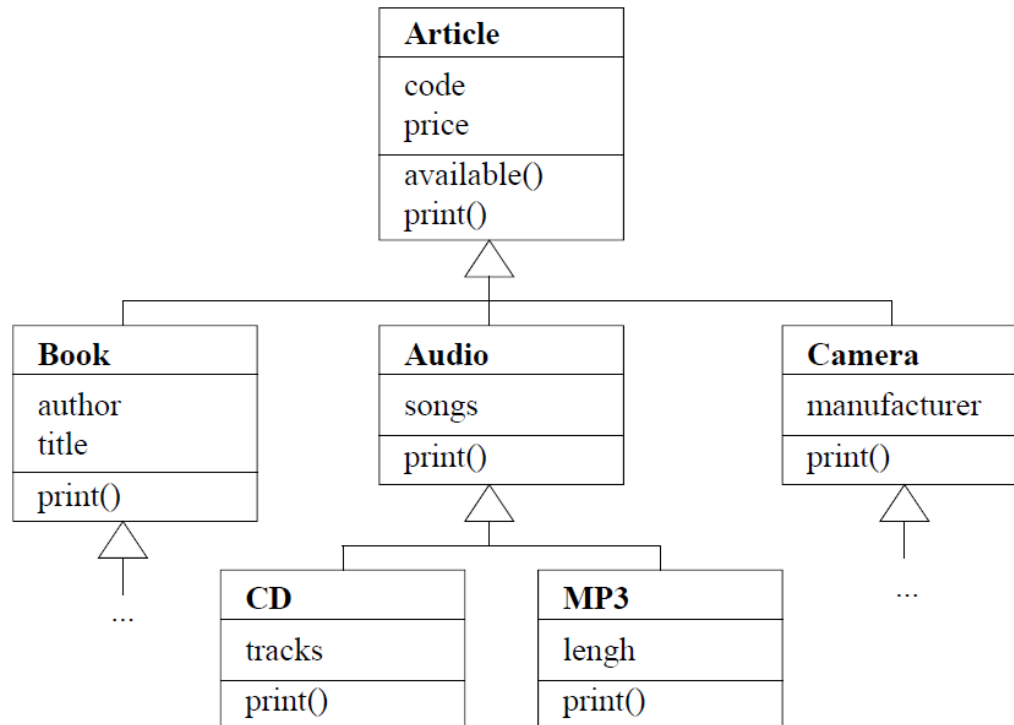 Article
code
price
available()
print()
Book
author
title
print()
...
Audio
songs
print()
Camera
manufacturer
print()
...
CD
tracks
print()
MP3
lengh
print()